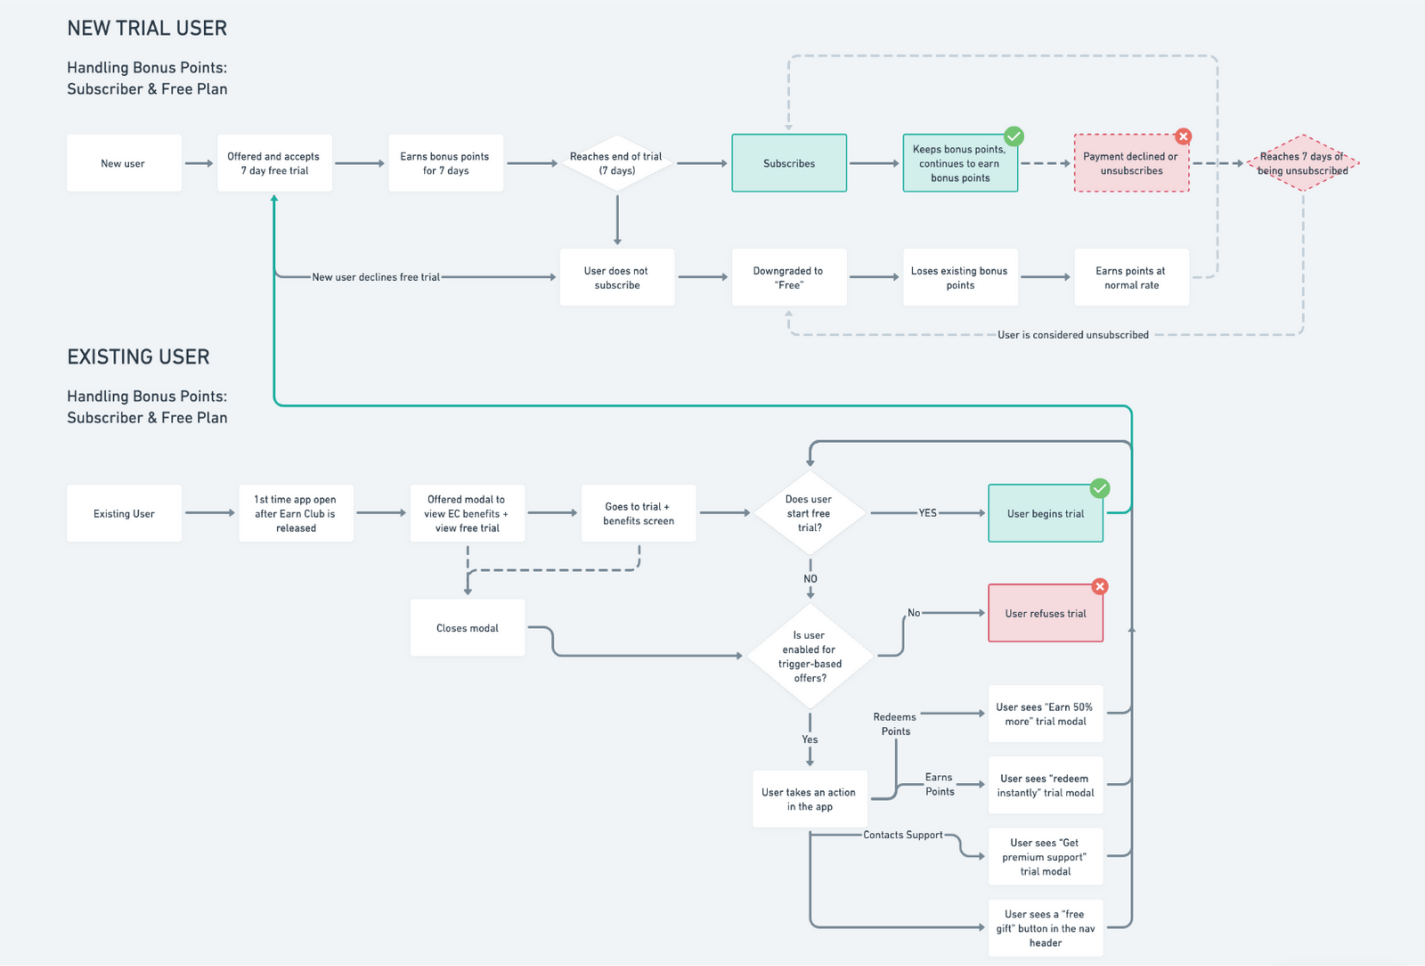 NEW TRIAL USER
Handling Bonus Points:
Subscriber & Free Plan
New user
Offered and accepts
7 day free trial
Earns bonus points
for 7 days
Reaches end of trial
(7 days)
Subscribes
Keeps bonus points,
continues to earn
bonus points
Payment declined or
unsubscribes
Reaches 7 days of
being unsubscribed
New user declines free trial
User does not
subscribe
Downgraded to
"Free"
Loses existing bonus
points
Earns points at
normal rate
User is considered unsubscribed
EXISTING USER
Handling Bonus Points:
Subscriber & Free Plan
Existing User
1st time app open
after Earn Club is
released
Offered modal to
view EC benefits +
view free trial
Goes to trial +
benefits screen
Does user
start free
trial?
YES
User begins trial
NO
Closes modal
Is user
enabled for
trigger-based
offers?
No
User refuses trial
Yes
User takes an action
in the app
Redeems
Points
User sees "Earn 50%
more" trial modal
Earns
Points
User sees "redeem
instantly" trial modal
Contacts Support
User sees "Get
premium support"
trial modal
User sees a "free
gift" button in the nav
header